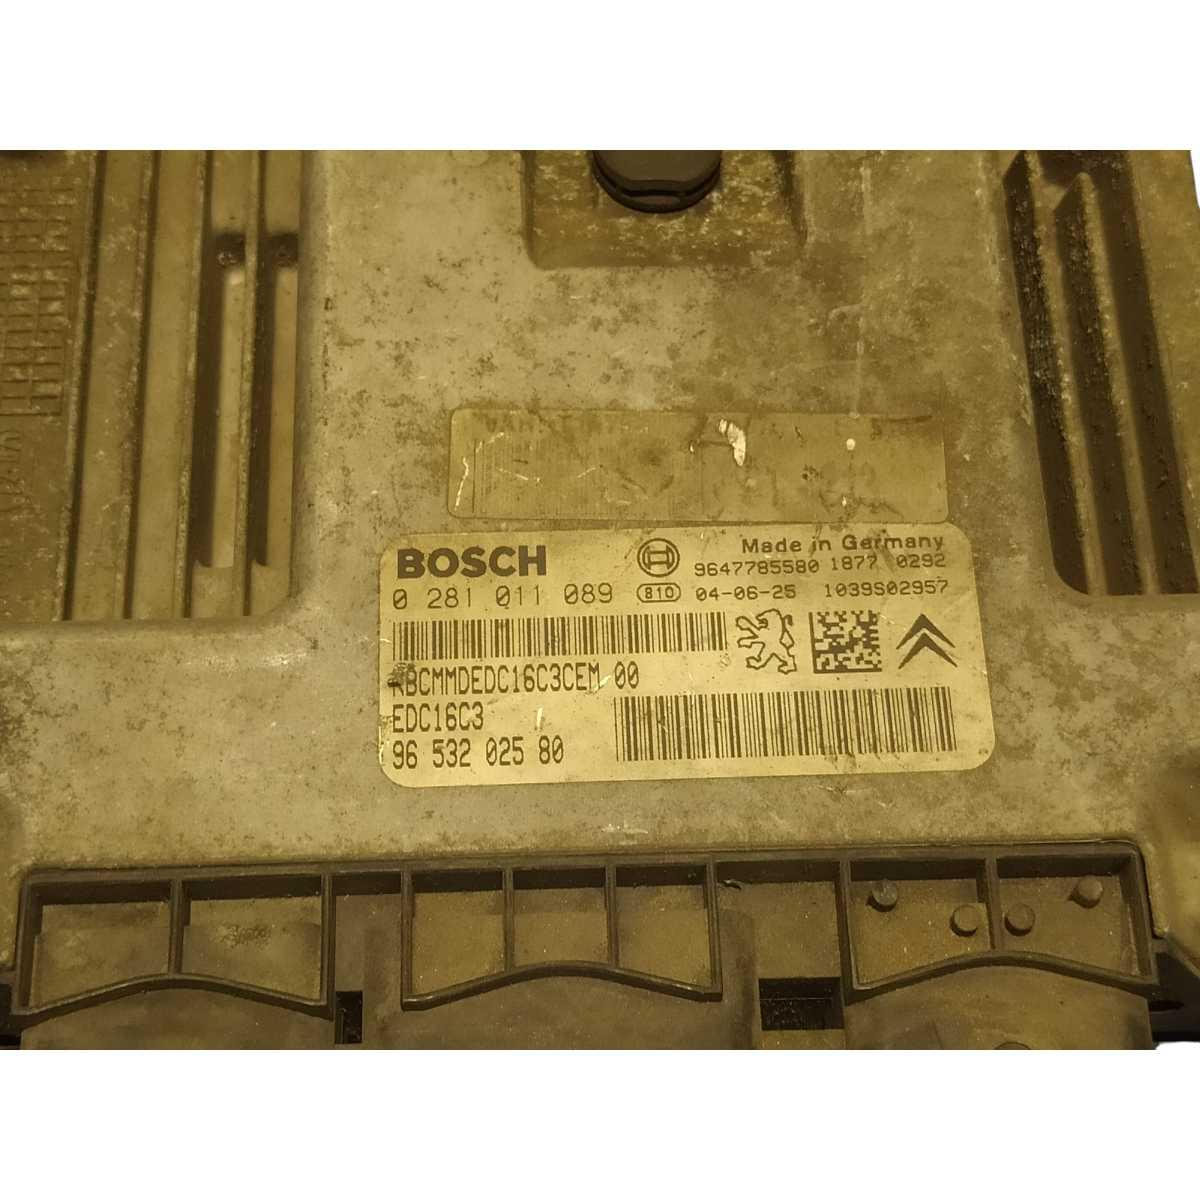 BOSCH
Made in Germany
9647785580 1877 0292
0 281 011 089 810 04-06-25 1039S02957
RBCMMDEDC16C3CEM 00
EDC16C3
96 532 025 80